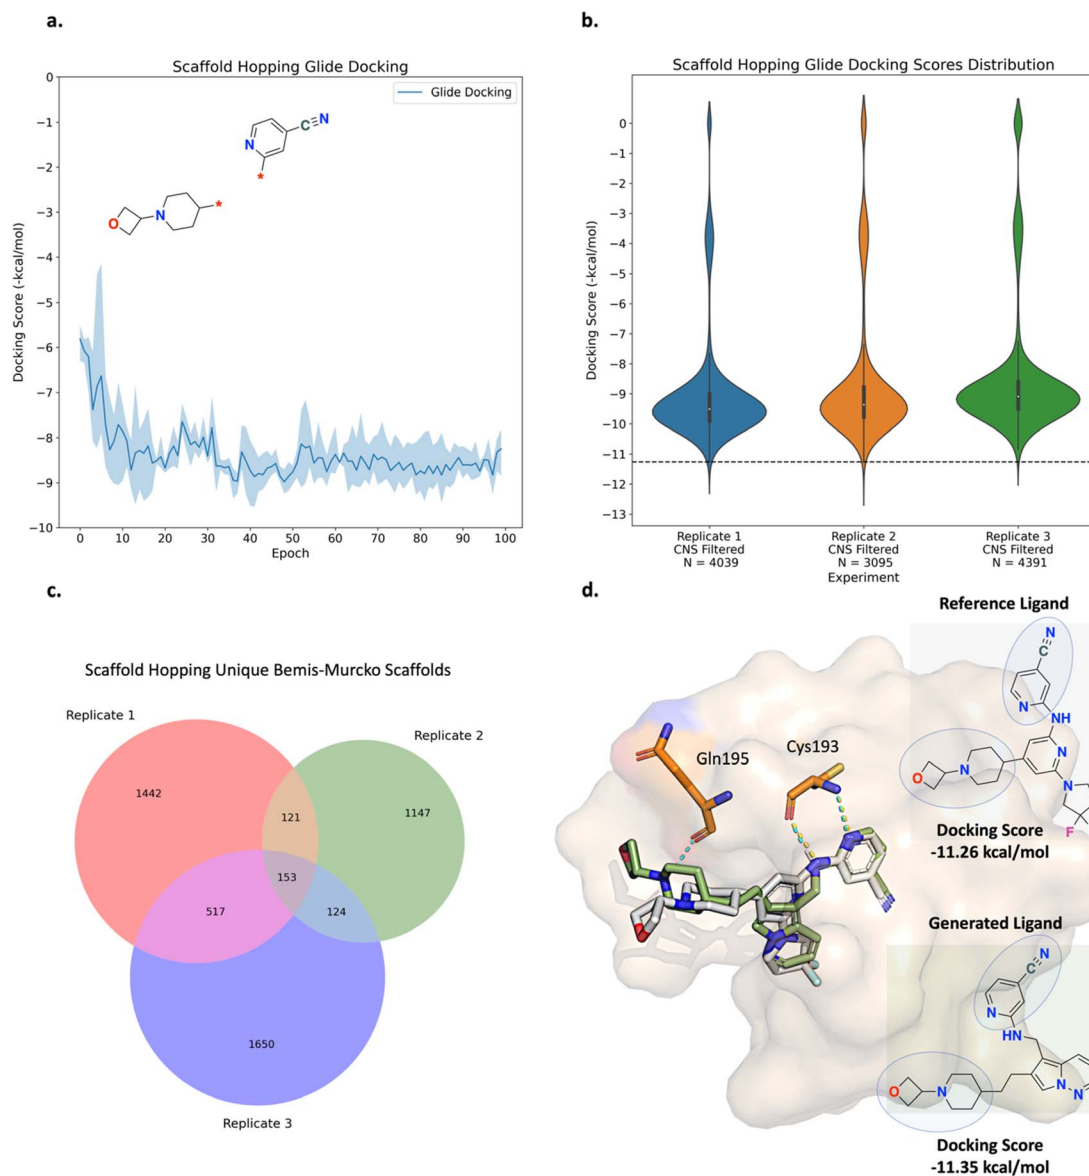 a.
Scaffold Hopping Glide Docking
Glide Docking
C≡N
N
*
O
N
*
Docking Score (-kcal/mol)
0
−1
−2
−3
−4
−5
−6
−7
−8
−9
−10
0 10 20 30 40 50 60 70 80 90 100
Epoch
b.
Scaffold Hopping Glide Docking Scores Distribution
Docking Score (-kcal/mol)
0
−1
−2
−3
−4
−5
−6
−7
−8
−9
−10
−11
−12
−13
Replicate 1 Replicate 2 Replicate 3
CNS Filtered CNS Filtered CNS Filtered
N = 4039 N = 3095 N = 4391
Experiment
c.
Scaffold Hopping Unique Bemis-Murcko Scaffolds
Replicate 1
Replicate 2
1442
121
1147
153
517
124
1650
Replicate 3
d.
Reference Ligand
N
C
N
NH
N
O
N
N
F
Docking Score
-11.26 kcal/mol
Gln195
Cys193
Generated Ligand
N
C
N
HN
O
N
N
N
Docking Score
-11.35 kcal/mol